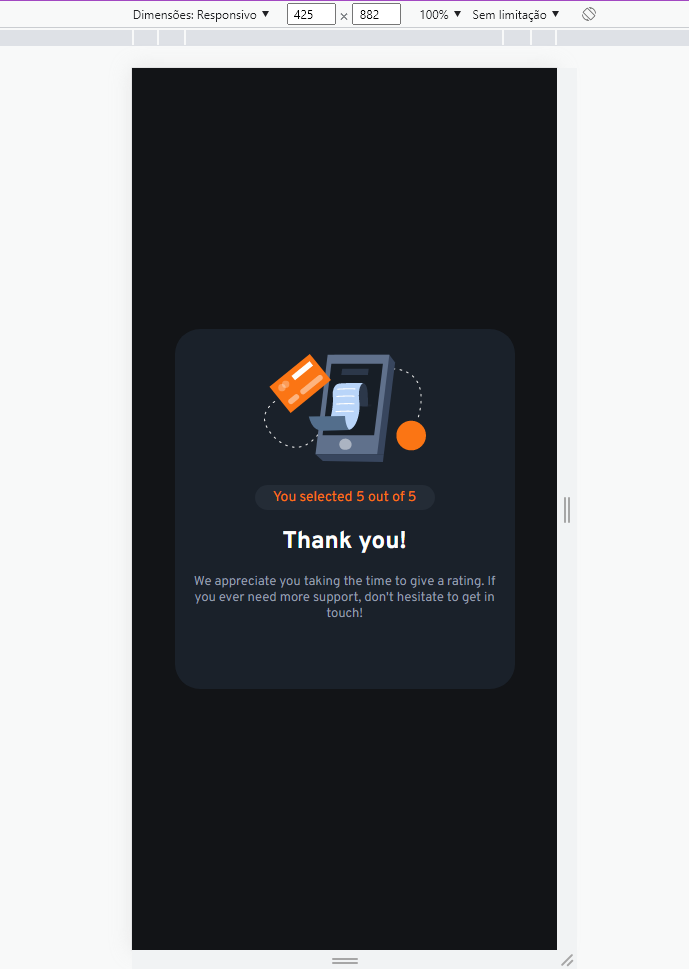 Dimensões: Responsivo ▼ 425 × 882 100% ▼ Sem limitação ▼
You selected 5 out of 5
Thank you!
We appreciate you taking the time to give a rating. If
you ever need more support, don't hesitate to get in
touch!